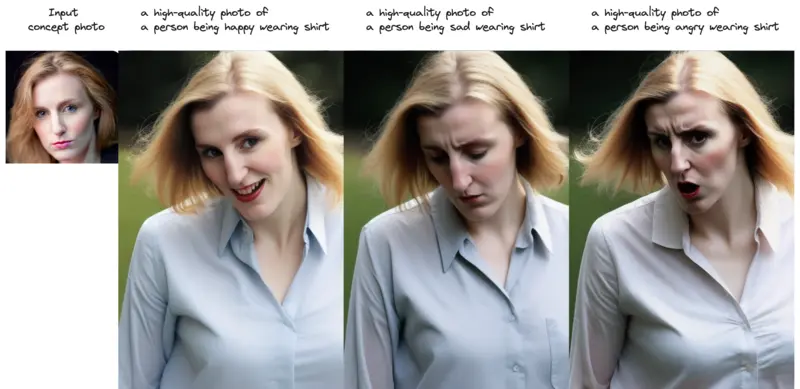 Input
concept photo
a high-quality photo of
a person being happy wearing shirt
a high-quality photo of
a person being sad wearing shirt
a high-quality photo of
a person being angry wearing shirt